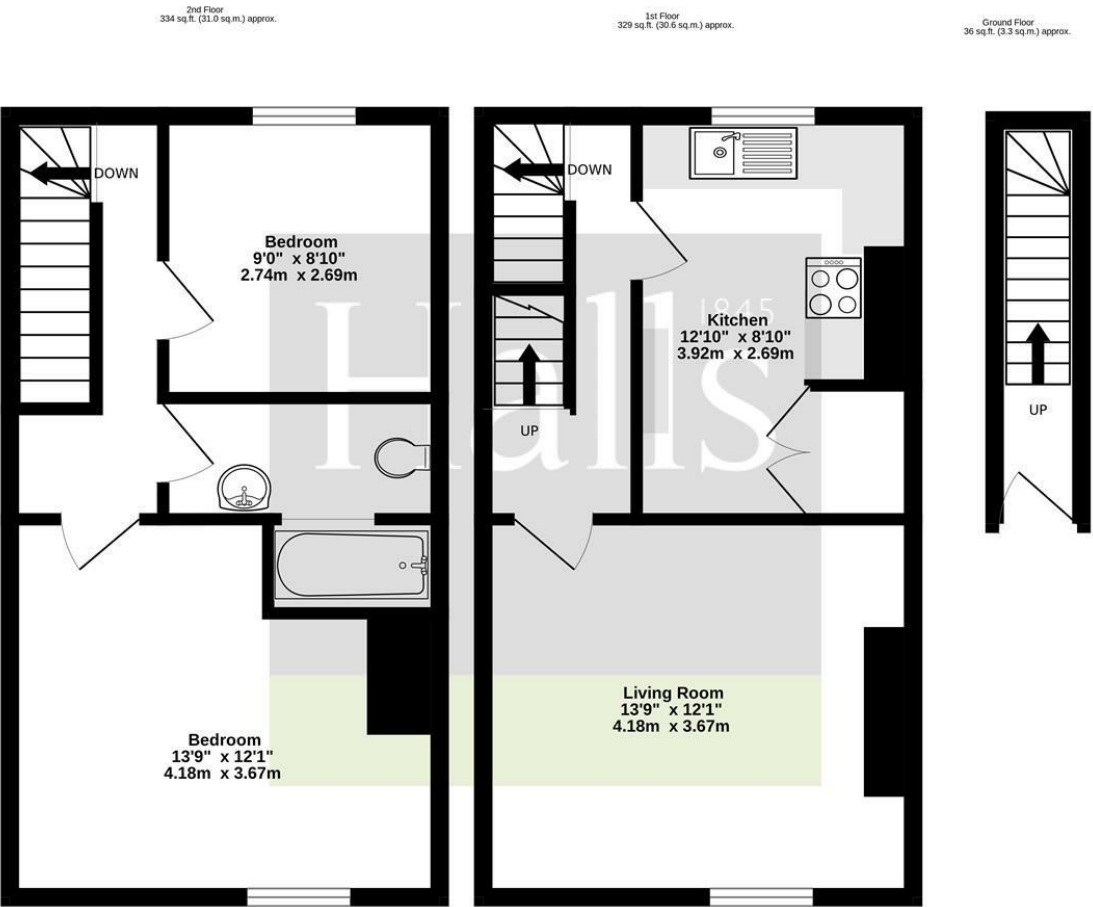 2nd Floor
334 sq.ft. (31.0 sq.m.) approx.
1st Floor
329 sq.ft. (30.6 sq.m.) approx.
Ground Floor
36 sq.ft. (3.3 sq.m.) approx.
DOWN
Bedroom
9'0" x 8'10"
2.74m x 2.69m
Bedroom
13'9" x 12'1"
4.18m x 3.67m
DOWN
UP
Kitchen
12'10" x 8'10"
3.92m x 2.69m
Living Room
13'9" x 12'1"
4.18m x 3.67m
UP
Halls
1845